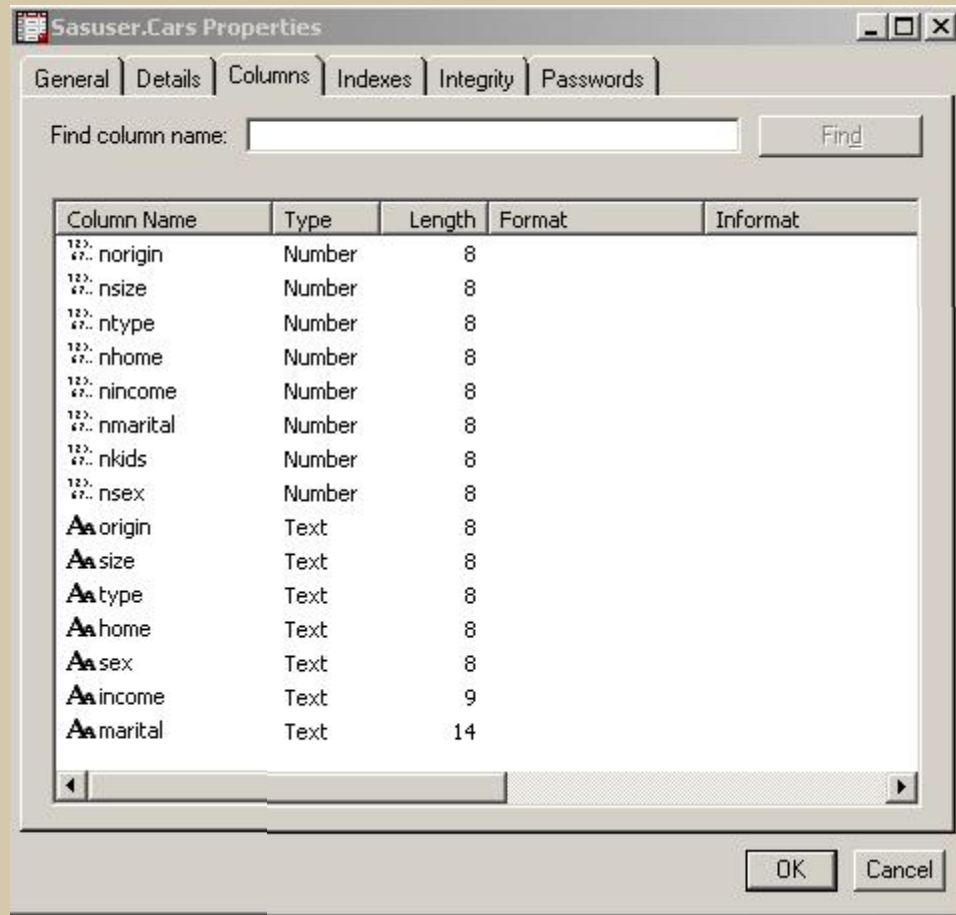 Sasuser.Cars Properties
General Details Columns Indexes Integrity Passwords
Find column name: Find
Column Name Type Length Format Informat
norigin Number 8
nsize Number 8
ntype Number 8
nhome Number 8
nincome Number 8
nmarital Number 8
nkids Number 8
nsex Number 8
origin Text 8
size Text 8
type Text 8
home Text 8
sex Text 8
income Text 9
marital Text 14
OK Cancel